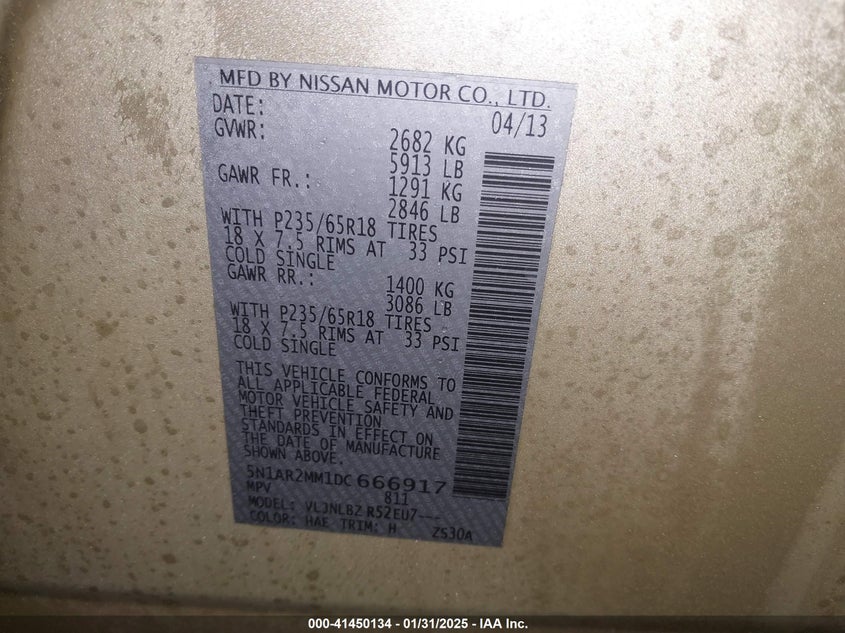 MFD BY NISSAN MOTOR CO., LTD.
DATE: 04/13
GVWR: 2682 KG
5913 LB
GAWR FR.: 1291 KG
2846 LB
WITH P235/65R18 TIRES
18 X 7.5 RIMS AT 33 PSI
COLD SINGLE
GAWR RR.: 1400 KG
3086 LB
WITH P235/65R18 TIRES
18 X 7.5 RIMS AT 33 PSI
COLD SINGLE
THIS VEHICLE CONFORMS TO
ALL APPLICABLE FEDERAL
MOTOR VEHICLE SAFETY AND
THEFT PREVENTION
STANDARDS IN EFFECT ON
THE DATE OF MANUFACTURE
SHOWN ABOVE.
5N1AR2MM1DC666917
MPV 811
MODEL: VLJNLBZ R52EU7---
COLOR: HAE TRIM: H ZS30A
000-41450134 - 01/31/2025 - IAA Inc.